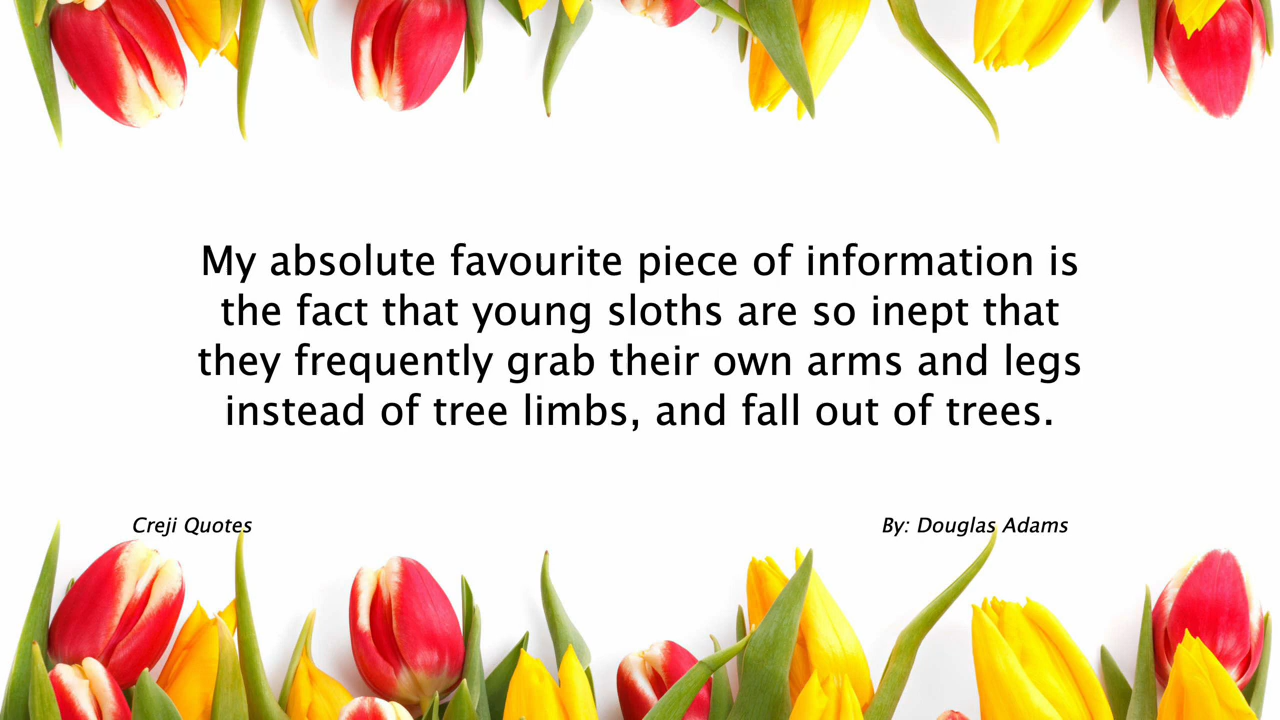 My absolute favourite piece of information is
the fact that young sloths are so inept that
they frequently grab their own arms and legs
instead of tree limbs, and fall out of trees.
Creji Quotes
By: Douglas Adams